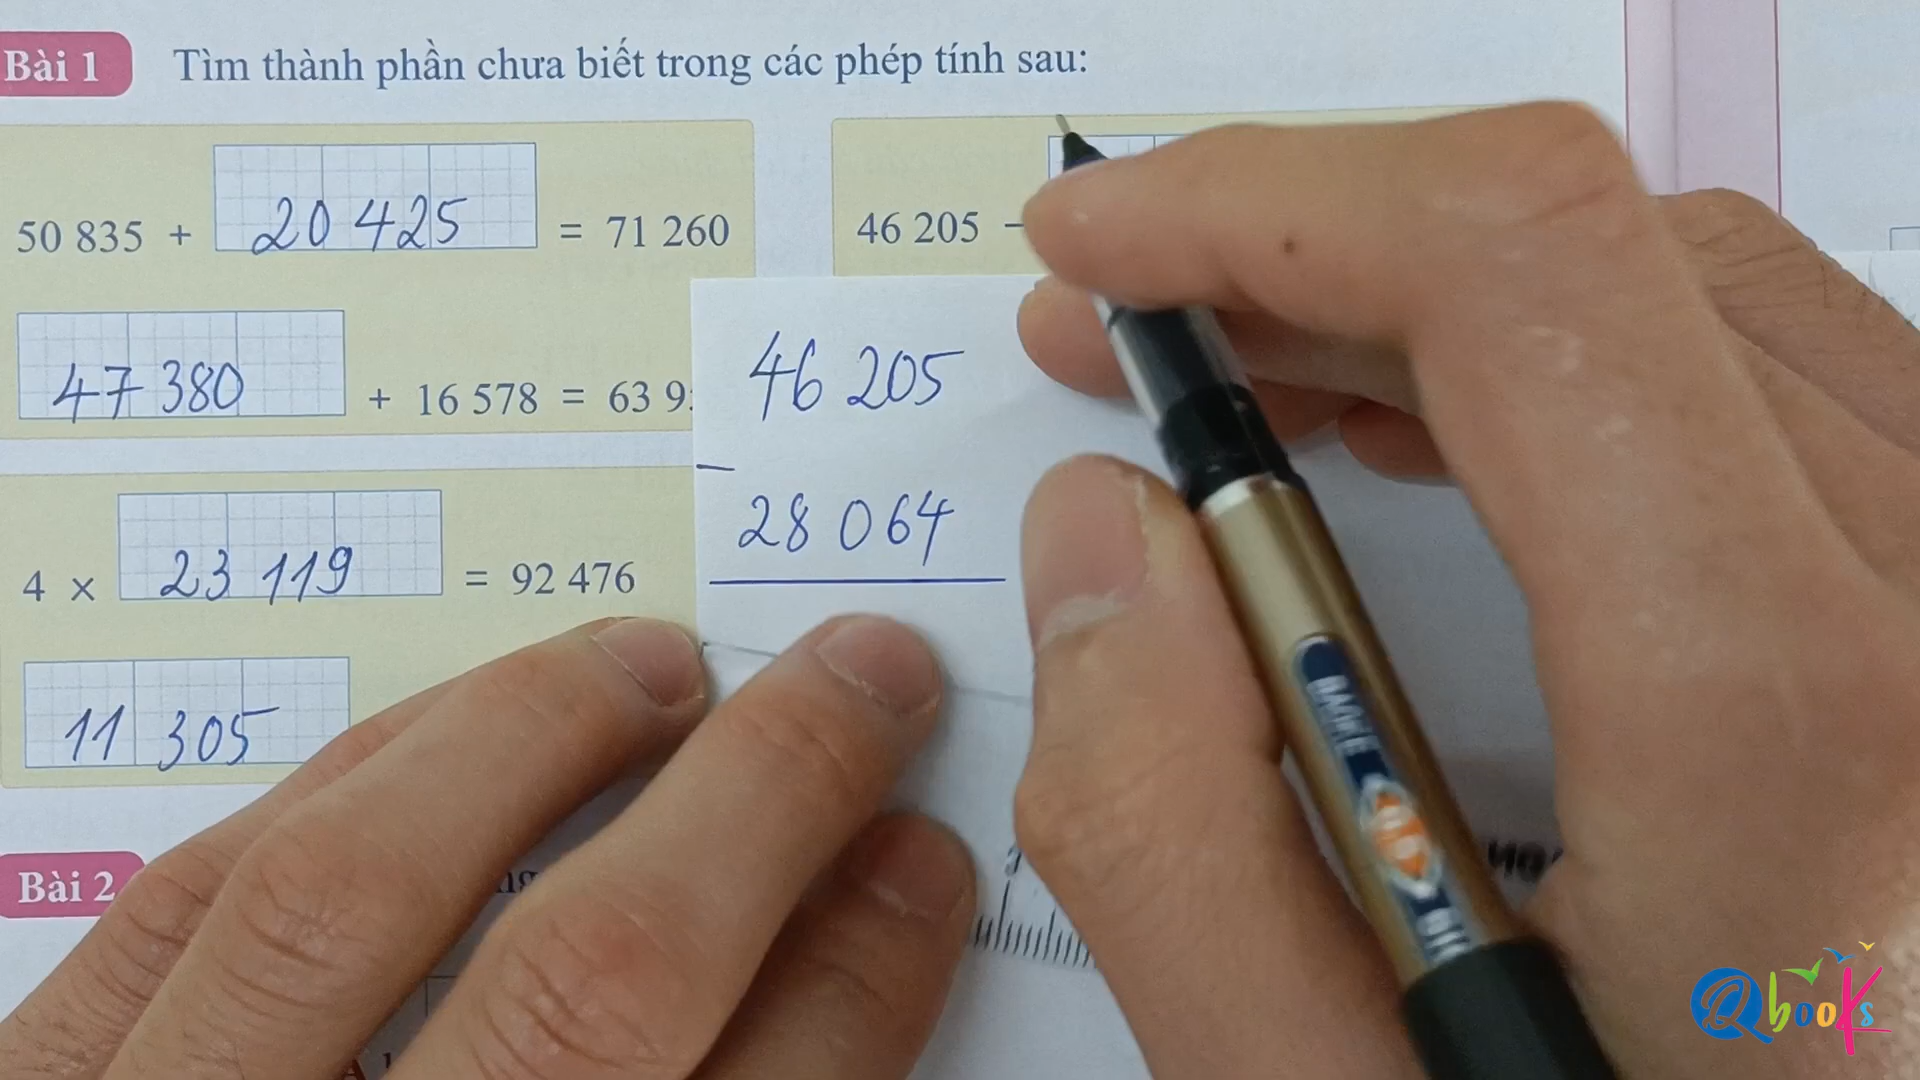 Bài 1 Tìm thành phần chưa biết trong các phép tính sau:
50 835 + 20 425 = 71 260
46 205 −
47 380 + 16 578 = 63 9
46 205
−
28 064
4 × 23 119 = 92 476
11 305
Bài 2
Qbooks